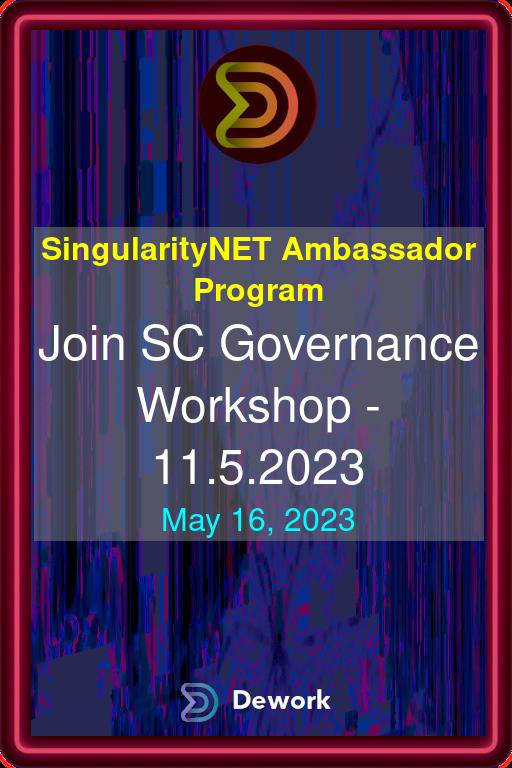 SingularityNET Ambassador
Program
Join SC Governance
Workshop -
11.5.2023
May 16, 2023
Dework